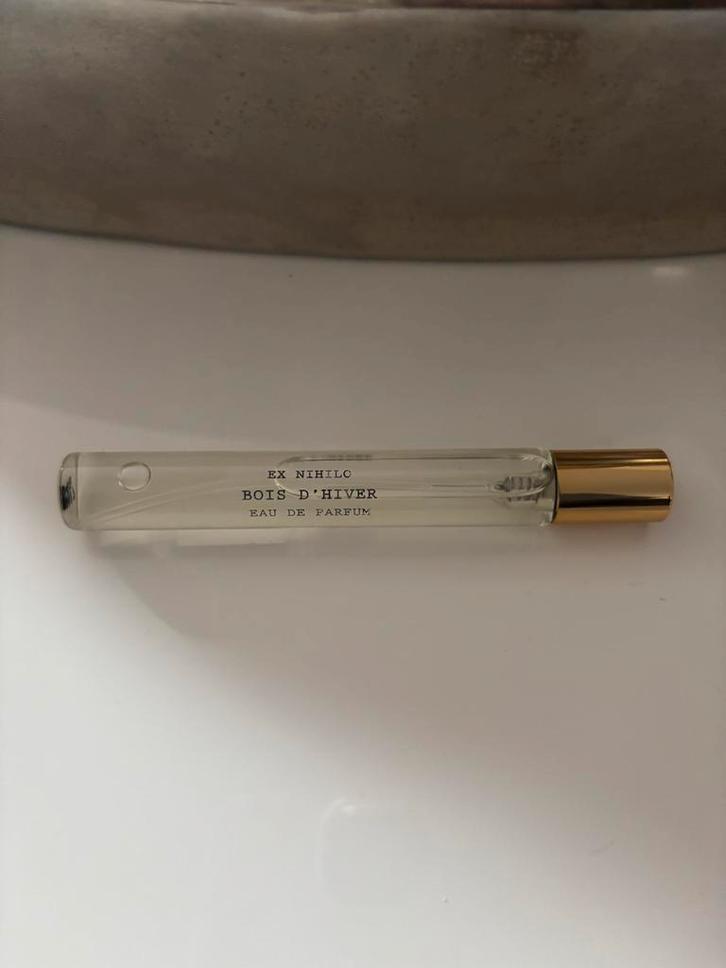 EX NIHILO
BOIS D'HIVER
EAU DE PARFUM